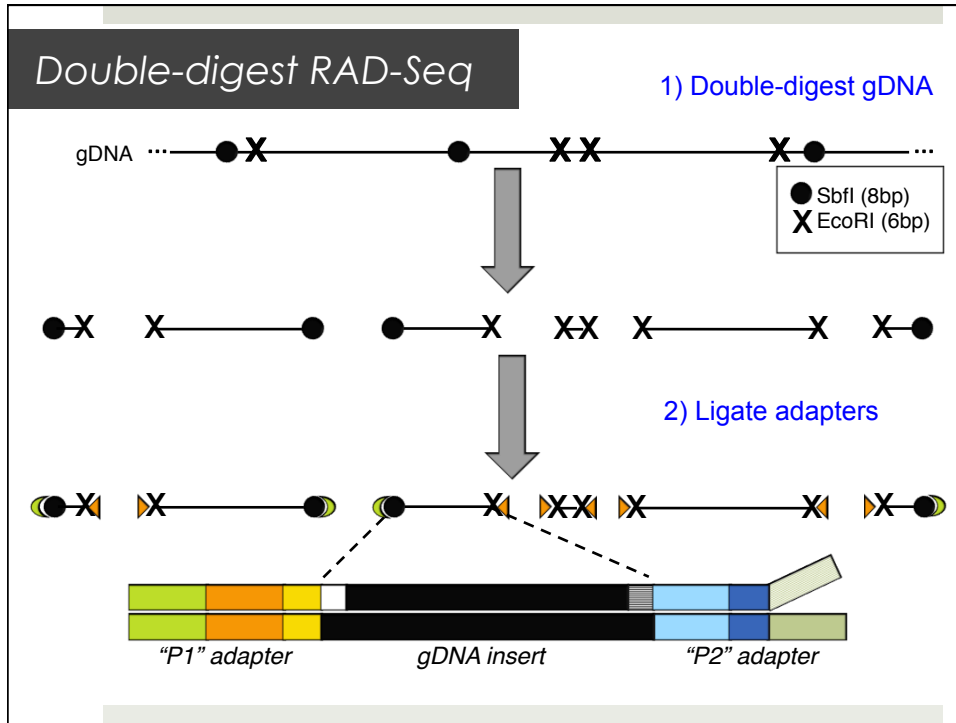 Double-digest RAD-Seq
1) Double-digest gDNA
gDNA ... ...
SbfI (8bp)
EcoRI (6bp)
2) Ligate adapters
"P1" adapter gDNA insert "P2" adapter